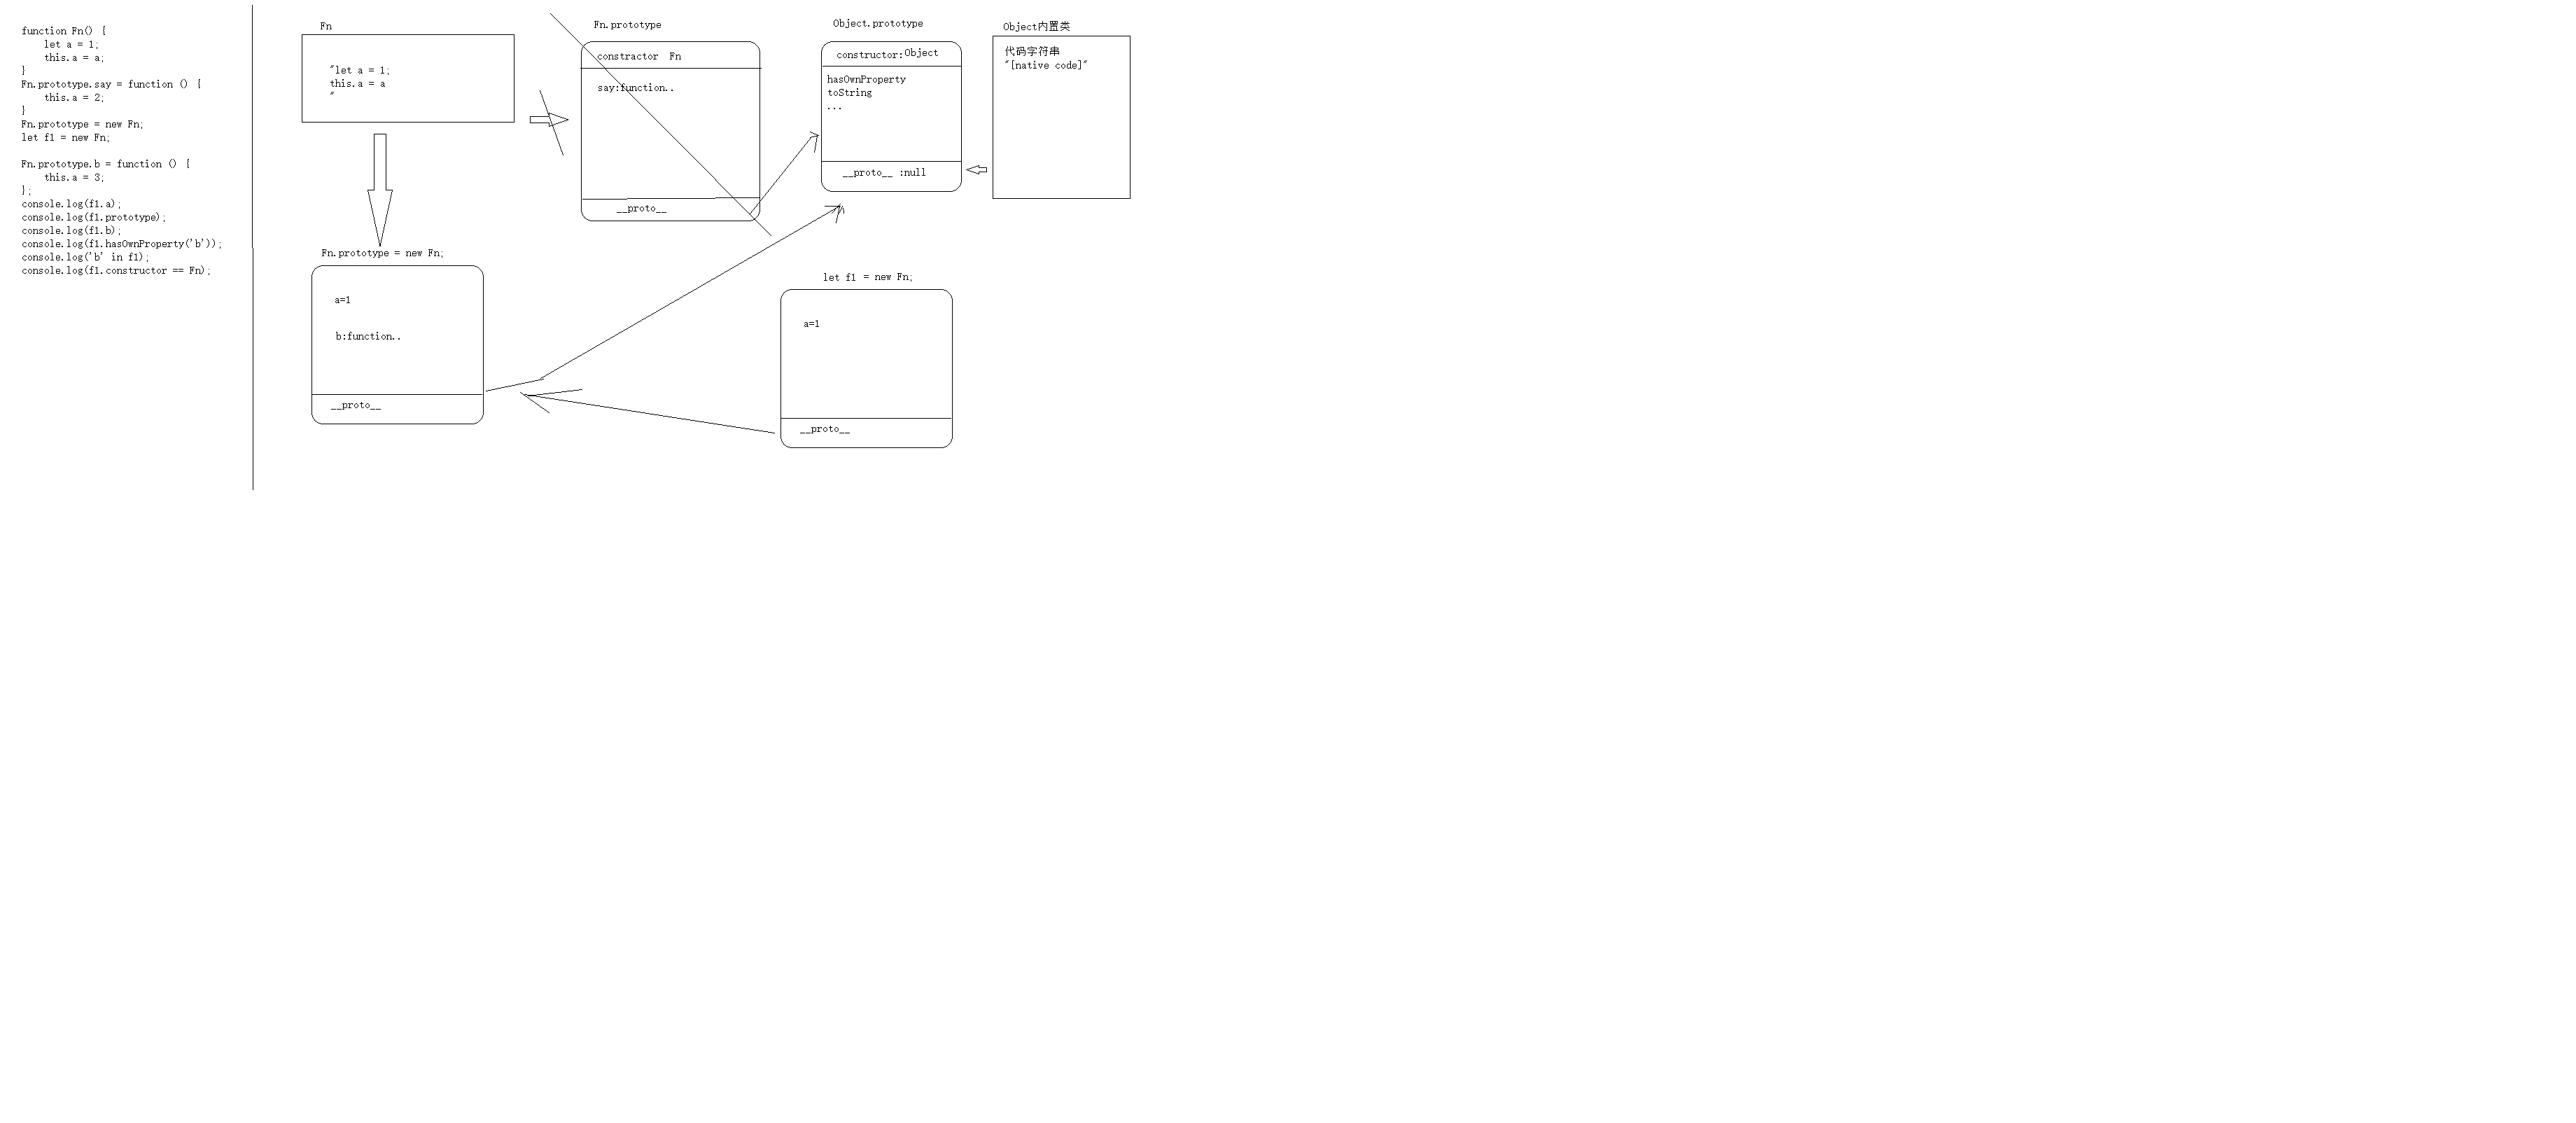 function Fn() {
    let a = 1;
    this.a = a;
}
Fn.prototype.say = function () {
    this.a = 2;
}
Fn.prototype = new Fn;
let f1 = new Fn;
Fn.prototype.b = function () {
    this.a = 3;
};
console.log(f1.a);
console.log(f1.prototype);
console.log(f1.b);
console.log(f1.hasOwnProperty('b'));
console.log('b' in f1);
console.log(f1.constructor == Fn);
Fn
"let a = 1;
this.a = a
"
Fn.prototype
constractor Fn
say:function..
__proto__
Object.prototype
constructor:Object
hasOwnProperty
toString
...
__proto__ :null
Object内置类
代码字符串
"[native code]"
Fn.prototype = new Fn;
a=1
b:function..
__proto__
let f1 = new Fn;
a=1
__proto__